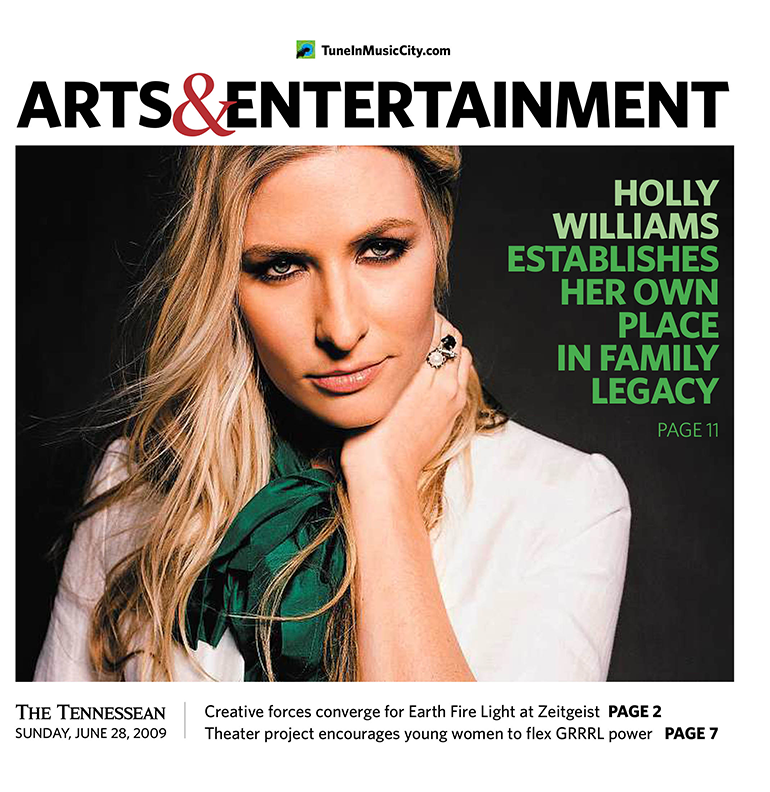 TuneInMusicCity.com
ARTS&ENTERTAINMENT
HOLLY
WILLIAMS
ESTABLISHES
HER OWN
PLACE
IN FAMILY
LEGACY
PAGE 11
THE TENNESSEAN
SUNDAY, JUNE 28, 2009
Creative forces converge for Earth Fire Light at Zeitgeist PAGE 2
Theater project encourages young women to flex GRRRL power PAGE 7